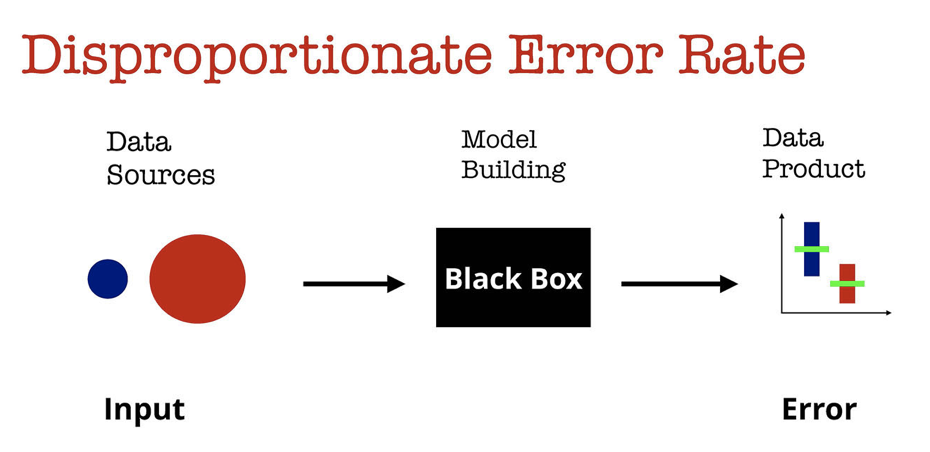 Disproportionate Error Rate
Data
Sources
Model
Building
Data
Product
Black Box
Input
Error